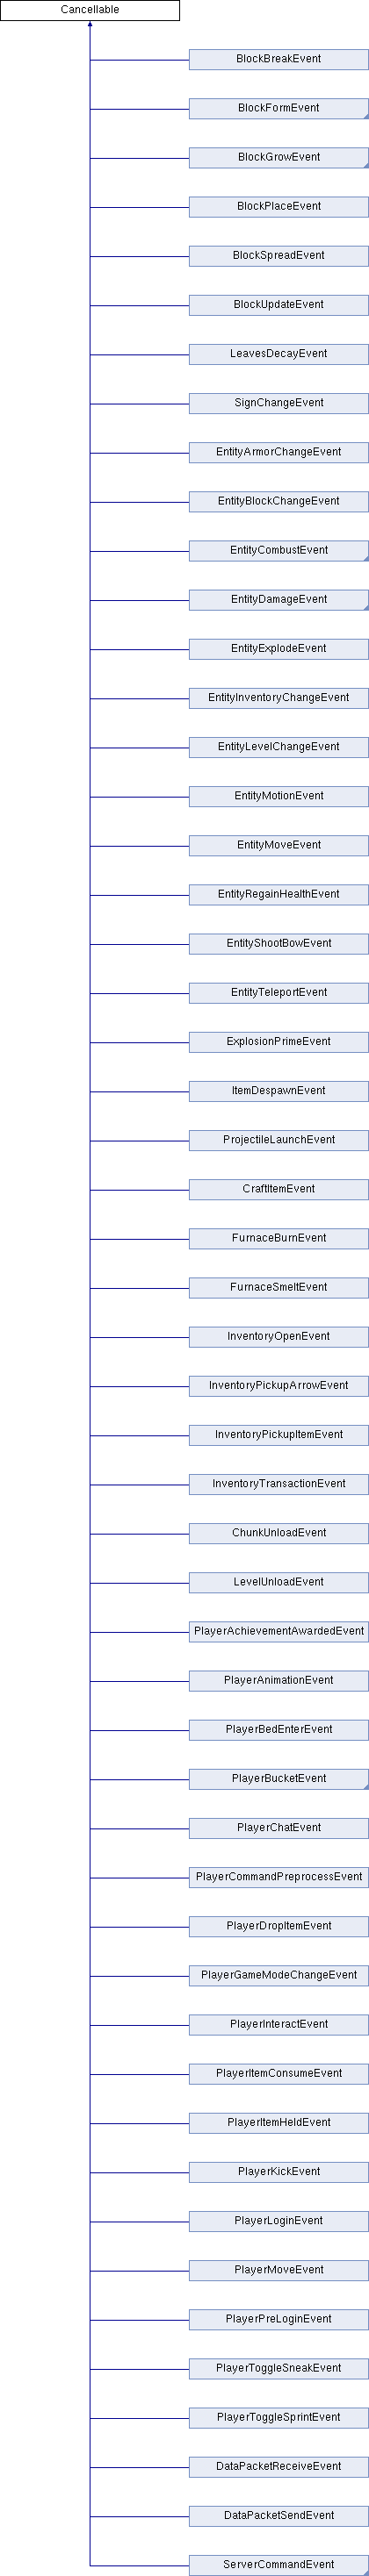 Cancellable
BlockBreakEvent
BlockFormEvent
BlockGrowEvent
BlockPlaceEvent
BlockSpreadEvent
BlockUpdateEvent
LeavesDecayEvent
SignChangeEvent
EntityArmorChangeEvent
EntityBlockChangeEvent
EntityCombustEvent
EntityDamageEvent
EntityExplodeEvent
EntityInventoryChangeEvent
EntityLevelChangeEvent
EntityMotionEvent
EntityMoveEvent
EntityRegainHealthEvent
EntityShootBowEvent
EntityTeleportEvent
ExplosionPrimeEvent
ItemDespawnEvent
ProjectileLaunchEvent
CraftItemEvent
FurnaceBurnEvent
FurnaceSmeltEvent
InventoryOpenEvent
InventoryPickupArrowEvent
InventoryPickupItemEvent
InventoryTransactionEvent
ChunkUnloadEvent
LevelUnloadEvent
PlayerAchievementAwardedEvent
PlayerAnimationEvent
PlayerBedEnterEvent
PlayerBucketEvent
PlayerChatEvent
PlayerCommandPreprocessEvent
PlayerDropItemEvent
PlayerGameModeChangeEvent
PlayerInteractEvent
PlayerItemConsumeEvent
PlayerItemHeldEvent
PlayerKickEvent
PlayerLoginEvent
PlayerMoveEvent
PlayerPreLoginEvent
PlayerToggleSneakEvent
PlayerToggleSprintEvent
DataPacketReceiveEvent
DataPacketSendEvent
ServerCommandEvent